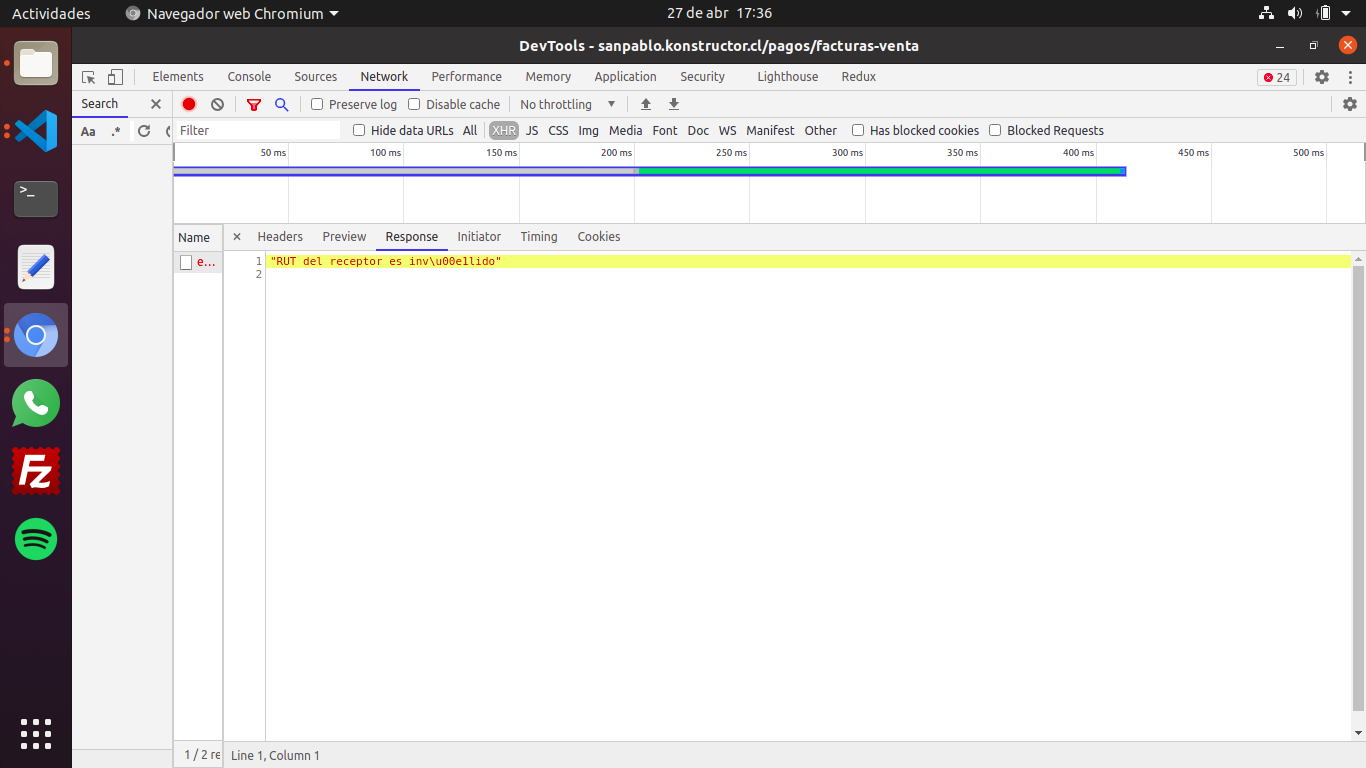 Actividades Navegador web Chromium 27 de abr 17:36
DevTools - sanpablo.konstructor.cl/pagos/facturas-venta
Elements Console Sources Network Performance Memory Application Security Lighthouse Redux 24
Search Preserve log Disable cache No throttling
Aa .* Filter Hide data URLs All XHR JS CSS Img Media Font Doc WS Manifest Other Has blocked cookies Blocked Requests
50 ms 100 ms 150 ms 200 ms 250 ms 300 ms 350 ms 400 ms 450 ms 500 ms
Name Headers Preview Response Initiator Timing Cookies
e... 1 "RUT del receptor es inv\u00e1lido"
2
>_
Fz
1 / 2 re Line 1, Column 1